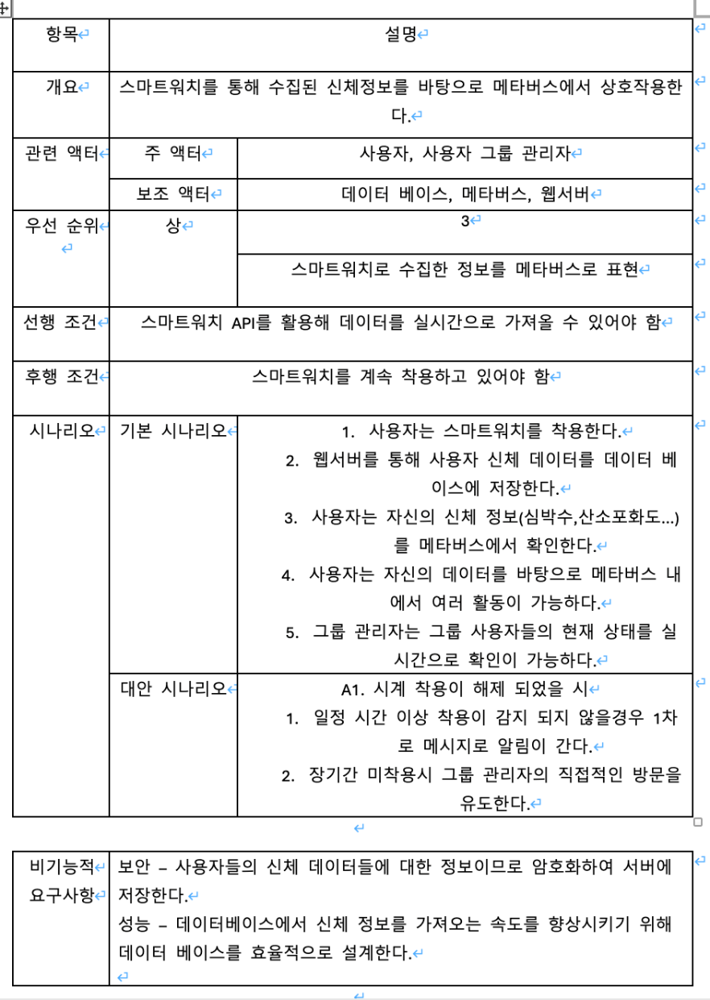 항목 설명
개요 스마트워치를 통해 수집된 신체정보를 바탕으로 메타버스에서 상호작용한
다.
관련 액터 주 액터 사용자, 사용자 그룹 관리자
보조 액터 데이터 베이스, 메타버스, 웹서버
우선 순위 상 3
스마트워치로 수집한 정보를 메타버스로 표현
선행 조건 스마트워치 API를 활용해 데이터를 실시간으로 가져올 수 있어야 함
후행 조건 스마트워치를 계속 착용하고 있어야 함
시나리오 기본 시나리오 1. 사용자는 스마트워치를 착용한다.
2. 웹서버를 통해 사용자 신체 데이터를 데이터 베
이스에 저장한다.
3. 사용자는 자신의 신체 정보(심박수,산소포화도...)
를 메타버스에서 확인한다.
4. 사용자는 자신의 데이터를 바탕으로 메타버스 내
에서 여러 활동이 가능하다.
5. 그룹 관리자는 그룹 사용자들의 현재 상태를 실
시간으로 확인이 가능하다.
대안 시나리오 A1. 시계 착용이 해제 되었을 시
1. 일정 시간 이상 착용이 감지 되지 않을경우 1차
로 메시지로 알림이 간다.
2. 장기간 미착용시 그룹 관리자의 직접적인 방문을
유도한다.
비기능적 보안 – 사용자들의 신체 데이터들에 대한 정보이므로 암호화하여 서버에
요구사항 저장한다.
성능 – 데이터베이스에서 신체 정보를 가져오는 속도를 향상시키기 위해
데이터 베이스를 효율적으로 설계한다.